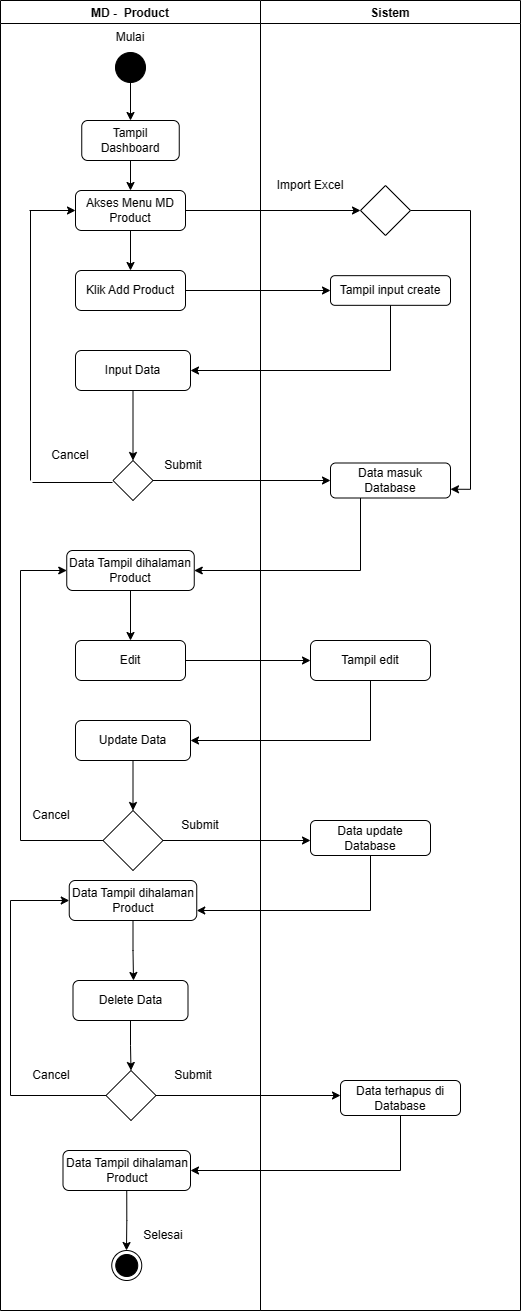 MD - Product
Sistem
Mulai
Tampil
Dashboard
Akses Menu MD
Product
Import Excel
Klik Add Product
Tampil input create
Input Data
Cancel
Submit
Data masuk
Database
Data Tampil dihalaman
Product
Edit
Tampil edit
Update Data
Cancel
Submit
Data update
Database
Data Tampil dihalaman
Product
Delete Data
Cancel
Submit
Data terhapus di
Database
Data Tampil dihalaman
Product
Selesai